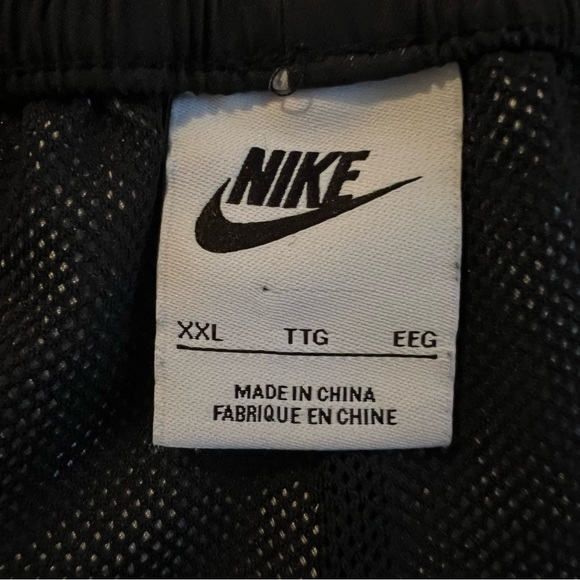 NIKE
XXL TTG EEG
MADE IN CHINA
FABRIQUE EN CHINE